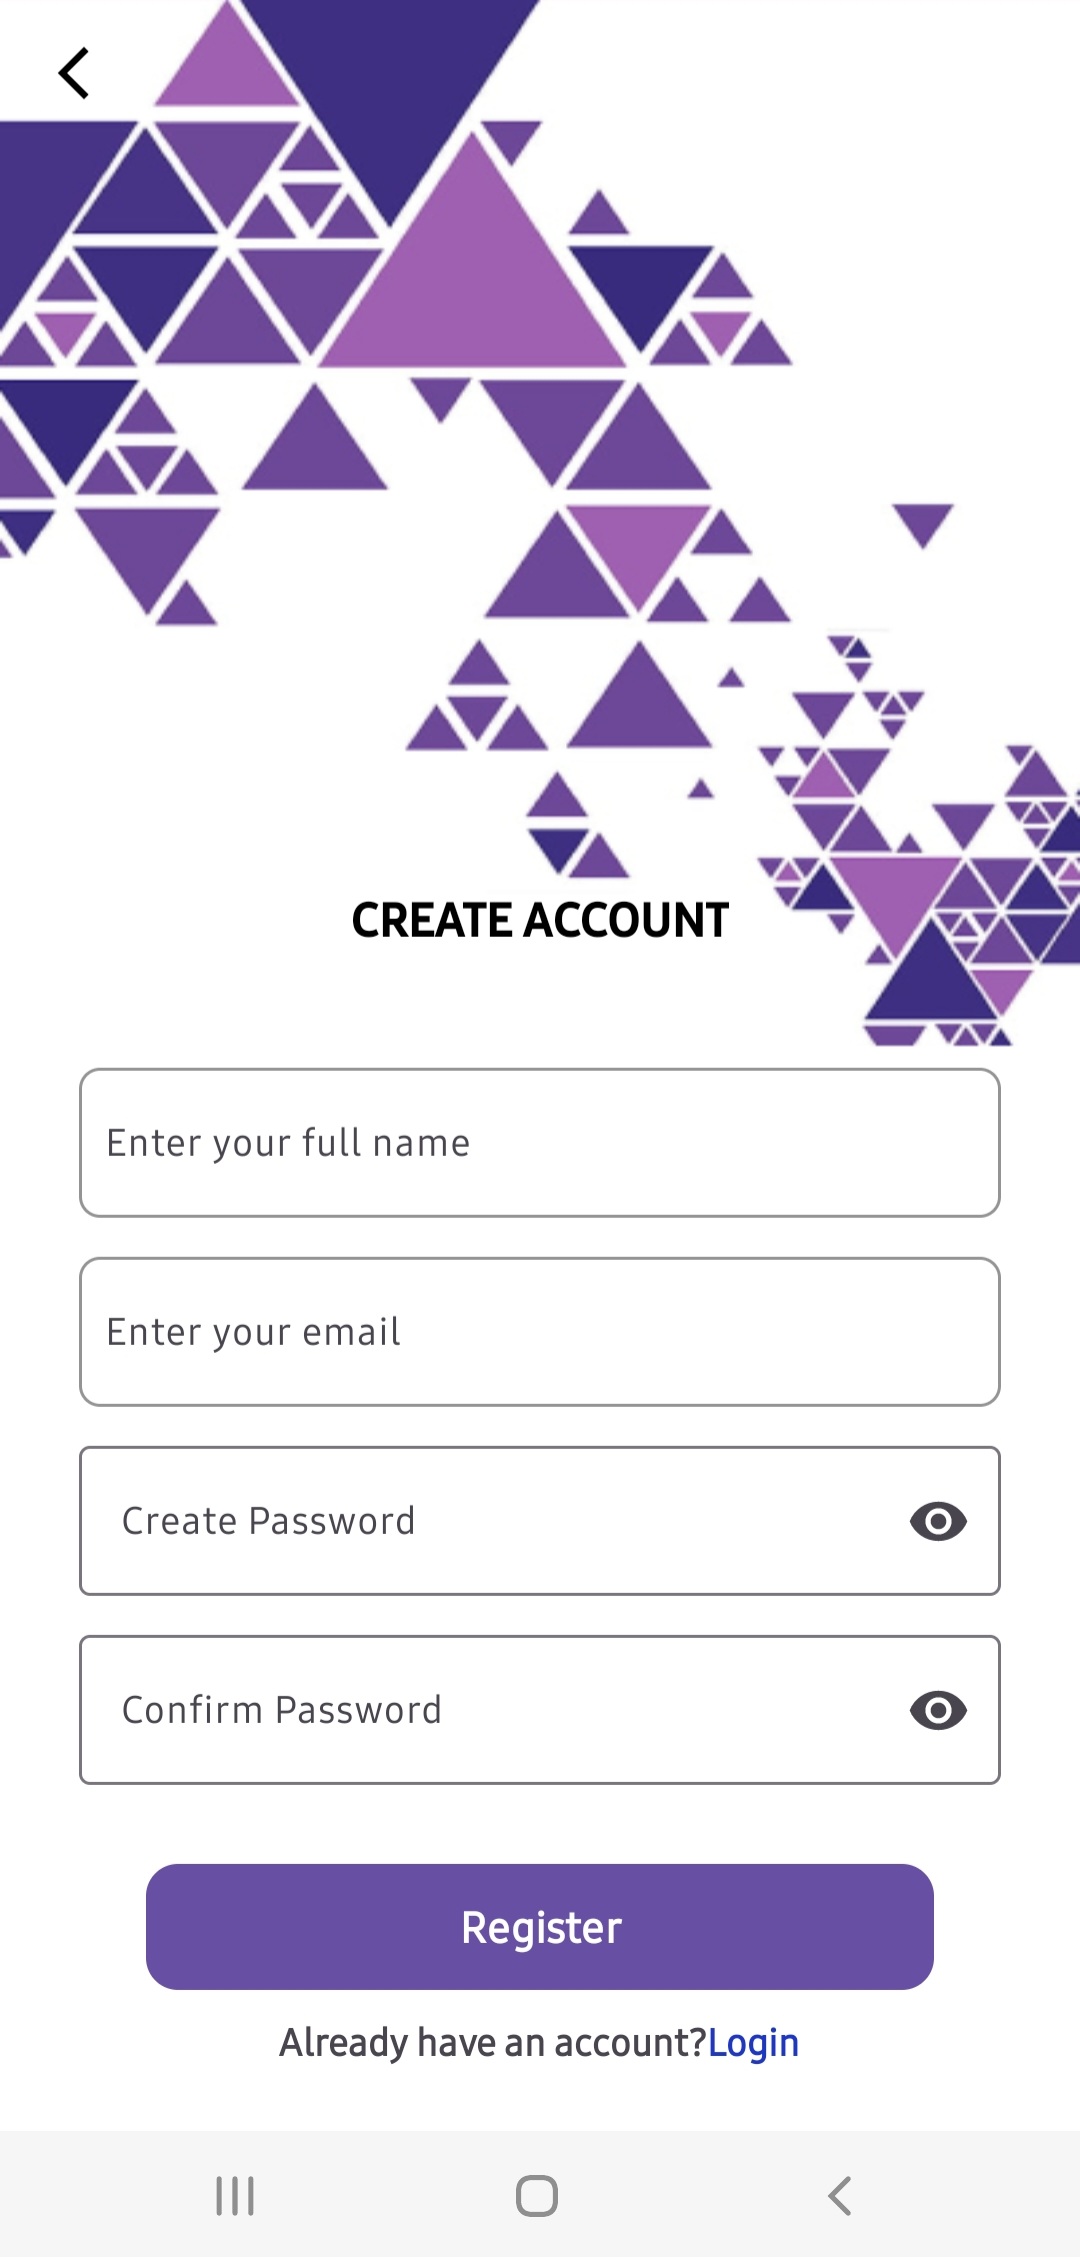 CREATE ACCOUNT
Enter your full name
Enter your email
Create Password
Confirm Password
Register
Already have an account?Login